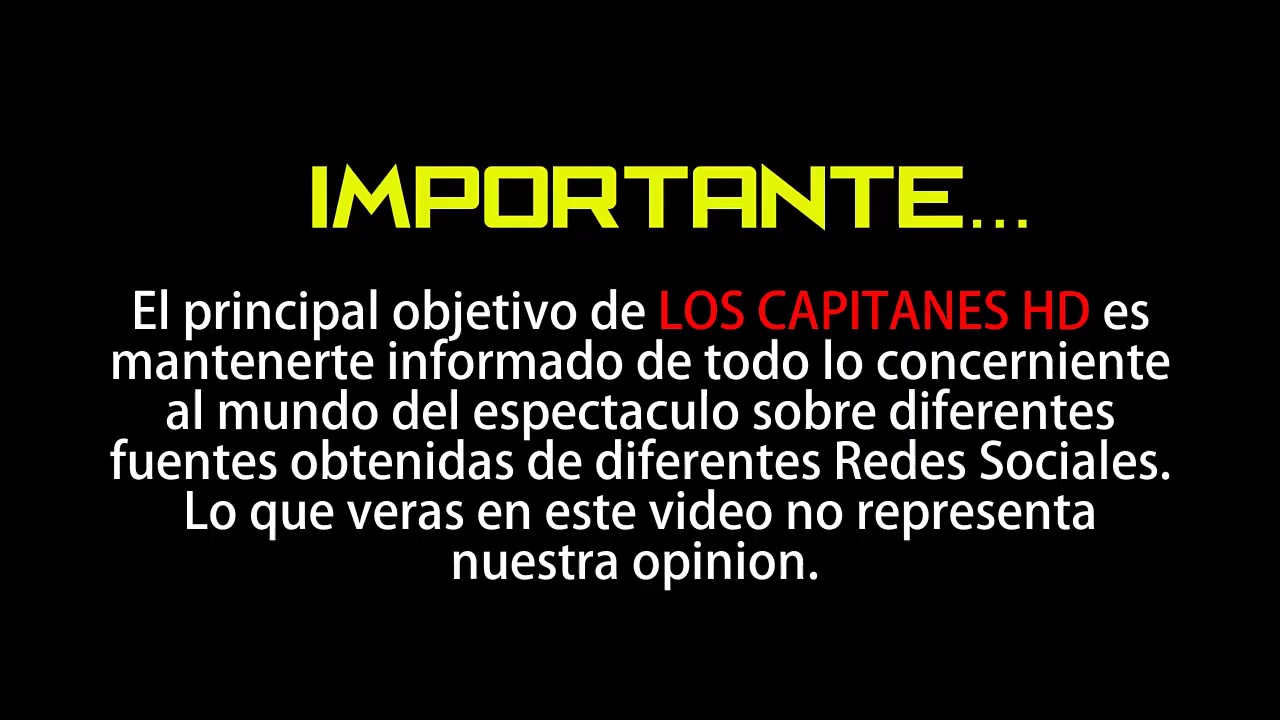 IMPORTANTE...
El principal objetivo de LOS CAPITANES HD es
mantenerte informado de todo lo concerniente
al mundo del espectaculo sobre diferentes
fuentes obtenidas de diferentes Redes Sociales.
Lo que veras en este video no representa
nuestra opinion.